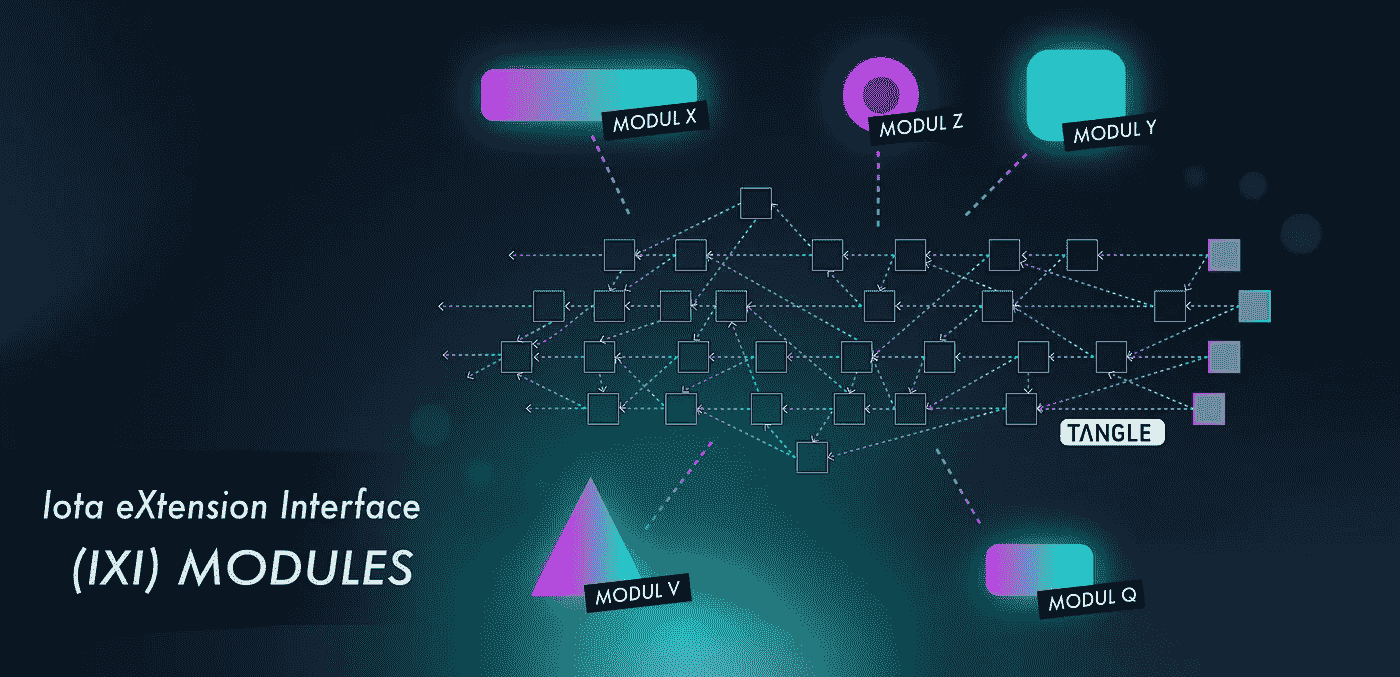 MODUL X
MODUL Z
MODUL Y
TANGLE
Iota eXtension Interface
(IXI) MODULES
MODUL V
MODUL Q